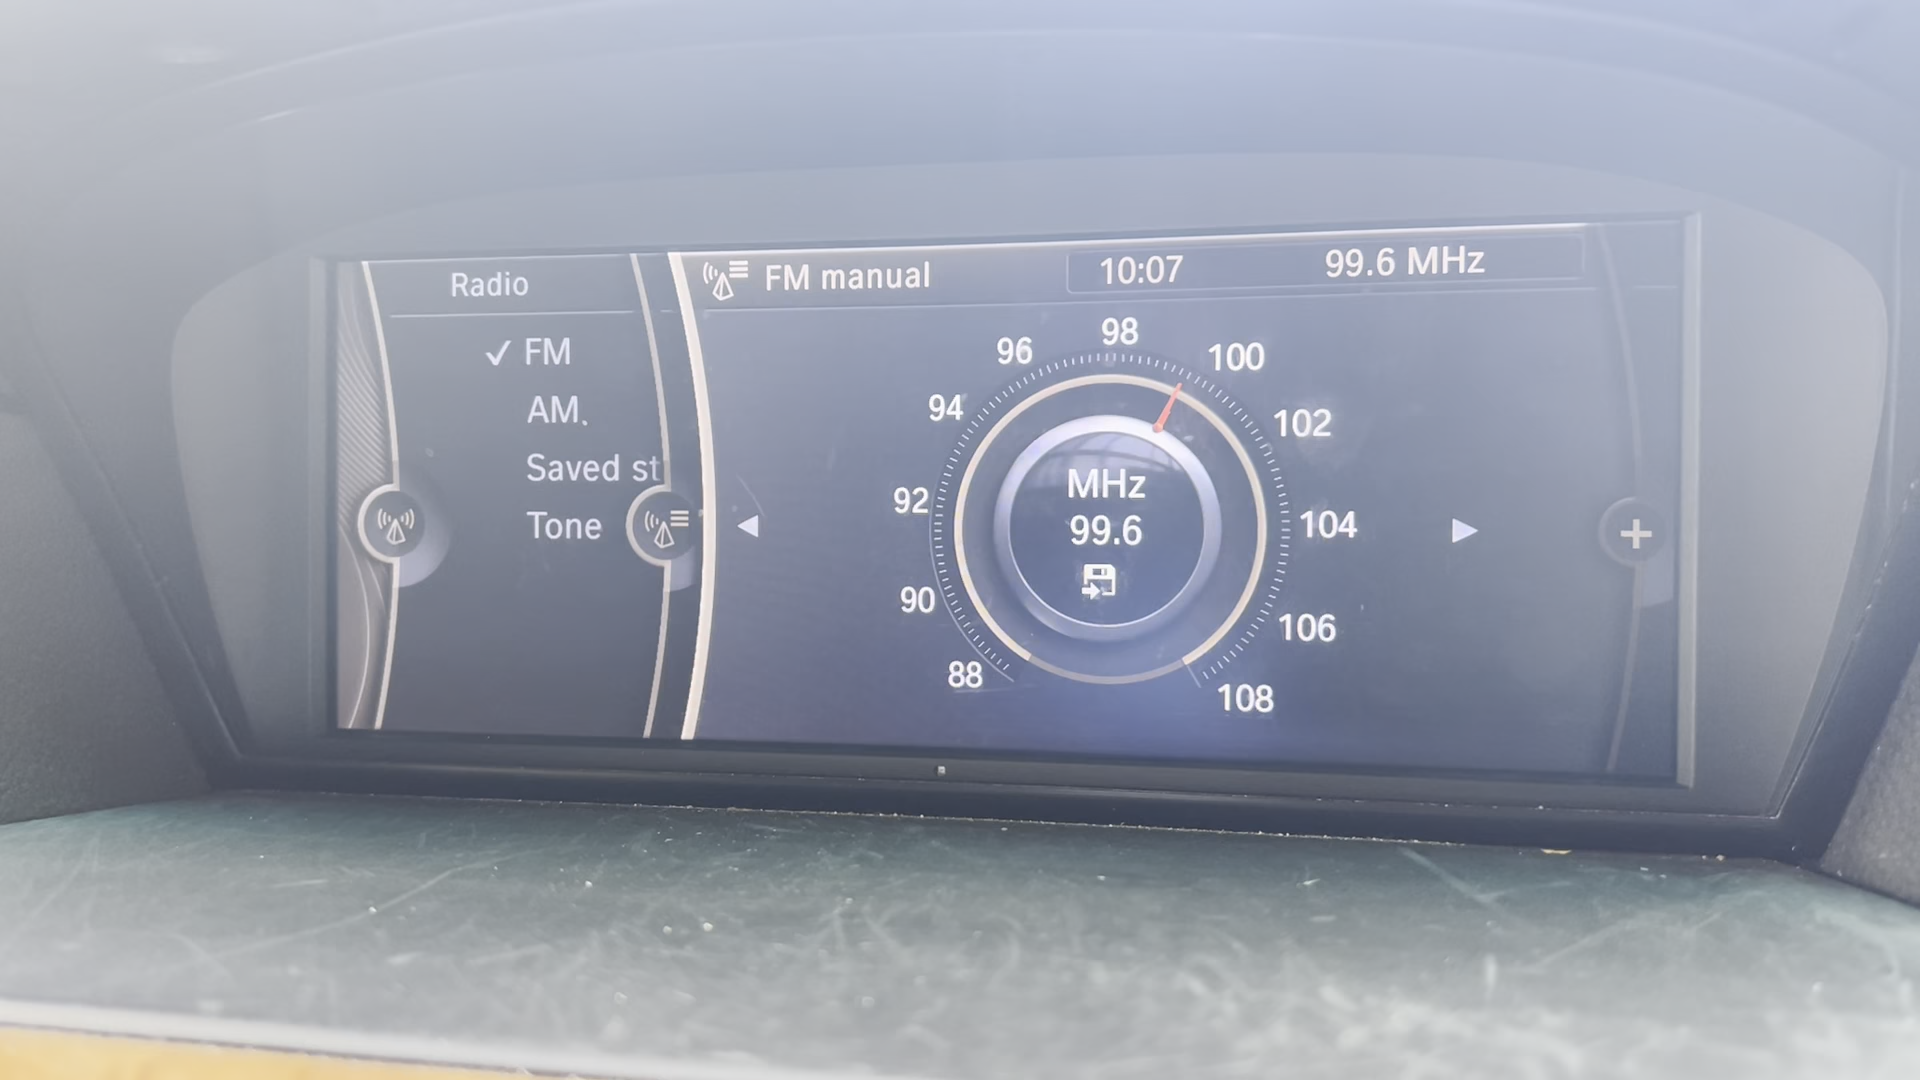 Radio
FM manual
10:07
99.6 MHz
✓ FM
AM.
Saved st
Tone
88
90
92
94
96
98
100
102
104
106
108
MHz
99.6